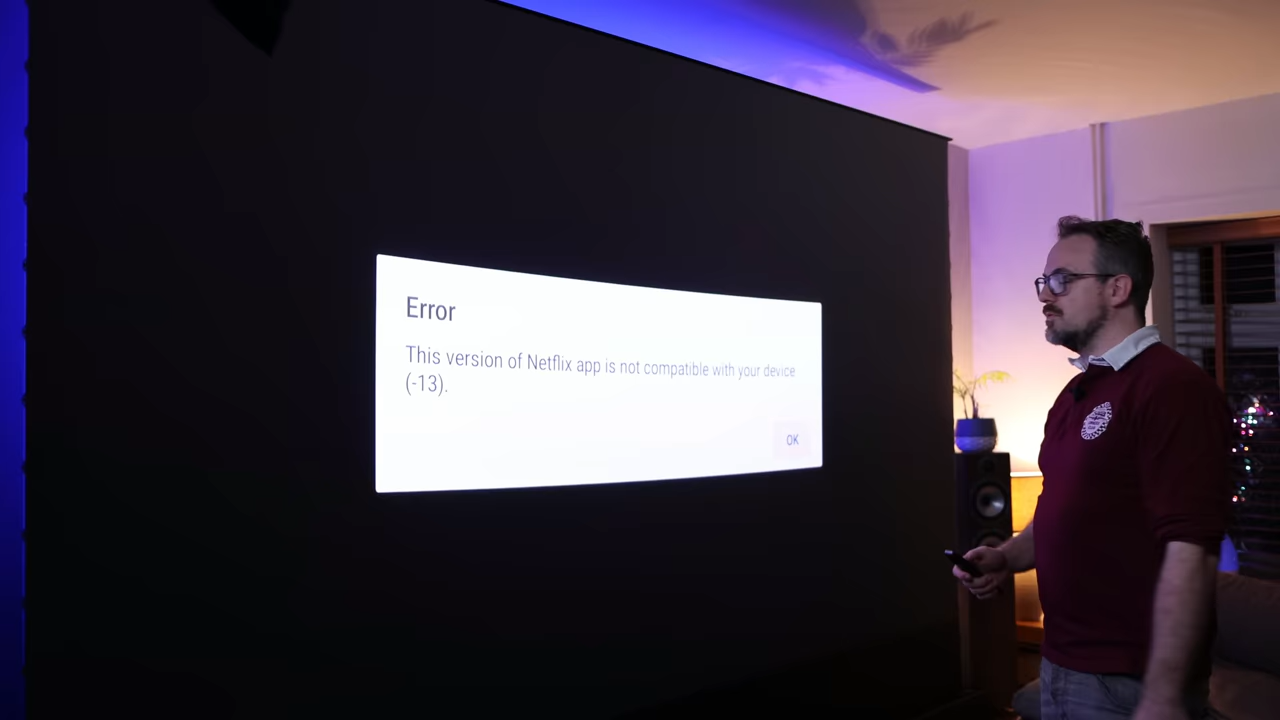 Error
This version of Netflix app is not compatible with your device
(-13).
OK